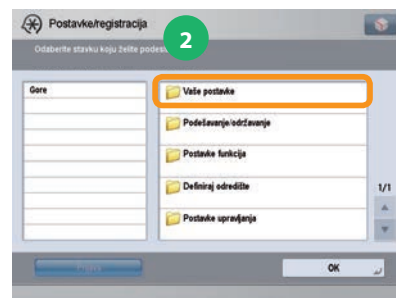 Postavke/registracija
2
Odaberite stavku koju želite
Gore
Vaše postavke
Podešavanje/održavanje
Postavke funkcija
Definiraj odredište
Postavke upravljanja
1/1
OK